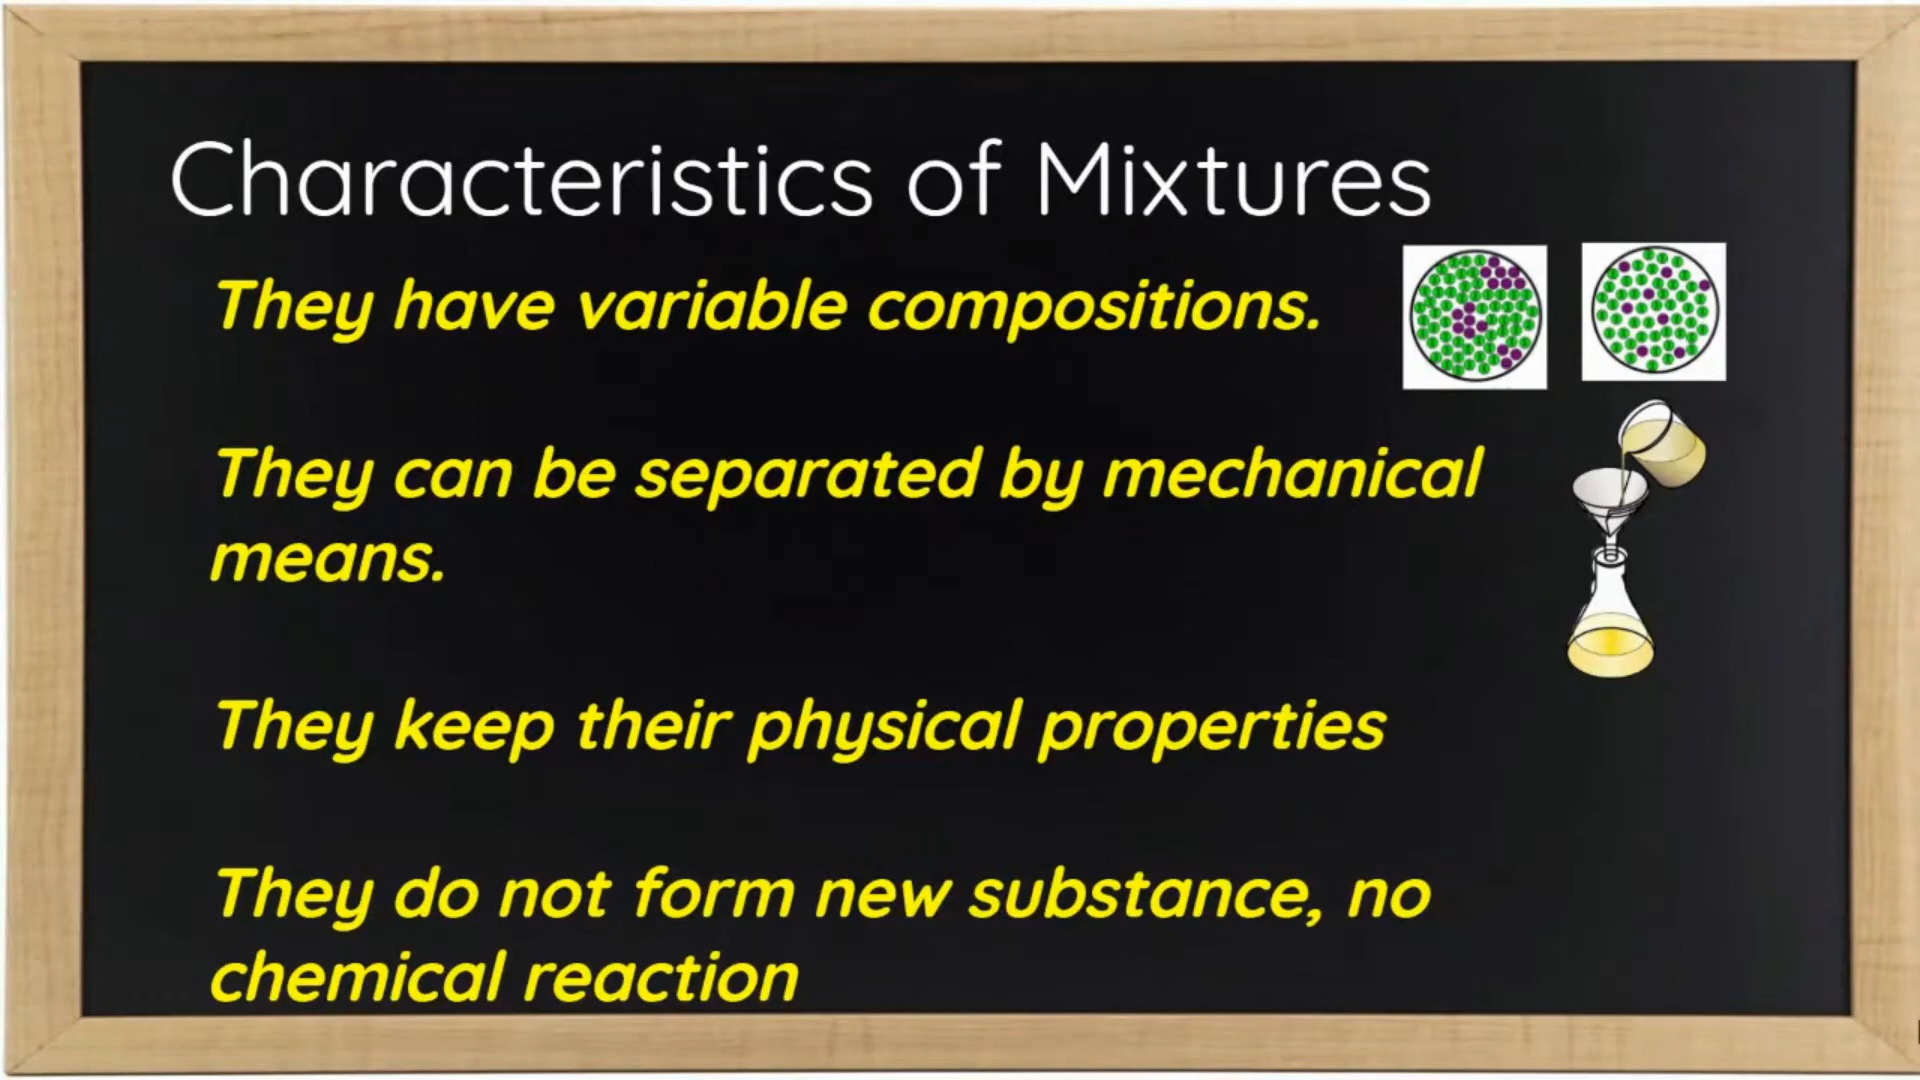 Characteristics of Mixtures
They have variable compositions.
They can be separated by mechanical
means.
They keep their physical properties
They do not form new substance, no
chemical reaction